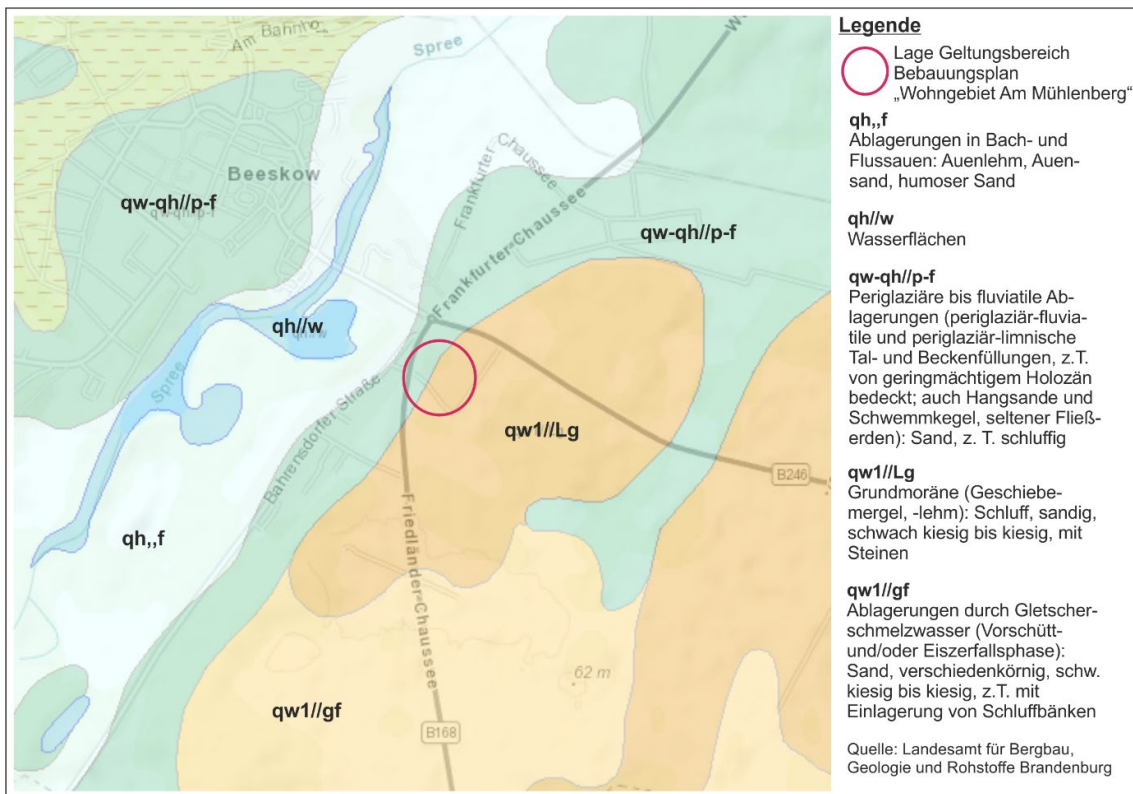 Am Bahnho
Spree
Beeskow
qw-qh//p-f
qw-qh//p-f
Frankfurter
Chaussee
Frankfurter-Chaussee
qw-qh//p-f
qh//w
qh//w
Spree
Bahrensdorfer Straße
qw1//Lg
B246
qh,,f
Friedländer-Chaussee
62 m
qw1//gf
B168
Legende
Lage Geltungsbereich
Bebauungsplan
„Wohngebiet Am Mühlenberg“
qh,,f
Ablagerungen in Bach- und
Flussauen: Auenlehm, Auen-
sand, humoser Sand
qh//w
Wasserflächen
qw-qh//p-f
Periglaziäre bis fluviatile Ab-
lagerungen (periglaziär-fluvia-
tile und periglaziär-limnische
Tal- und Beckenfüllungen, z.T.
von geringmächtigem Holozän
bedeckt; auch Hangsande und
Schwemmkegel, seltener Fließ-
erden): Sand, z. T. schluffig
qw1//Lg
Grundmoräne (Geschiebe-
mergel, -lehm): Schluff, sandig,
schwach kiesig bis kiesig, mit
Steinen
qw1//gf
Ablagerungen durch Gletscher-
schmelzwasser (Vorschütt-
und/oder Eiszerfallsphase):
Sand, verschiedenkörnig, schw.
kiesig bis kiesig, z.T. mit
Einlagerung von Schluffbänken
Quelle: Landesamt für Bergbau,
Geologie und Rohstoffe Brandenburg